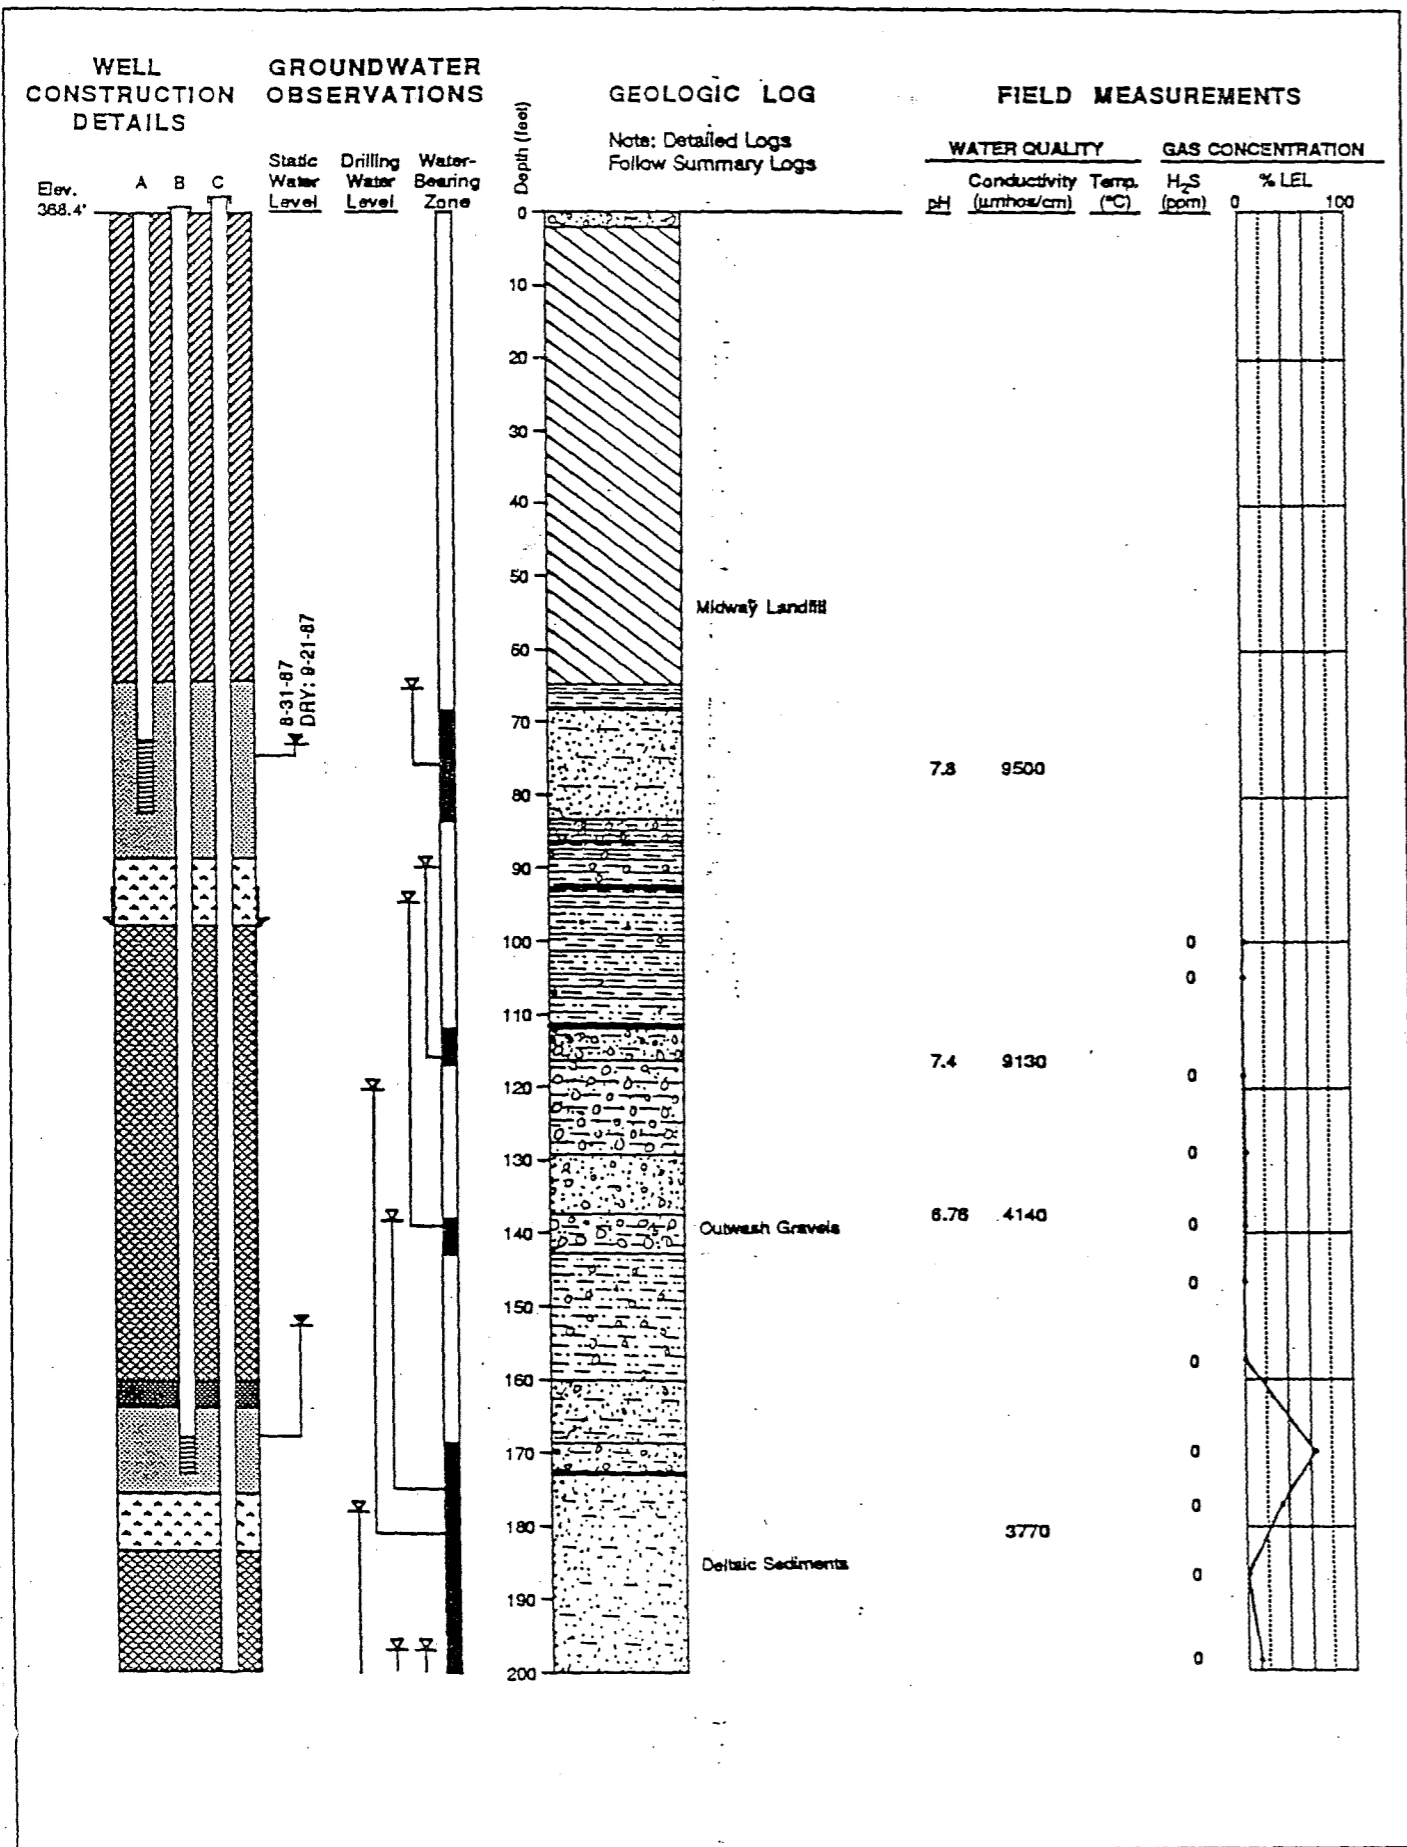 WELL
CONSTRUCTION
DETAILS
GROUNDWATER
OBSERVATIONS
GEOLOGIC LOG
Note: Detailed Logs
Follow Summary Logs
FIELD MEASUREMENTS
WATER QUALITY
GAS CONCENTRATION
Static
Water
Level
Drilling
Water
Level
Water-
Bearing
Zone
Depth (feet)
pH
Conductivity
(µmhos/cm)
Temp.
(°C)
H₂S
(ppm)
% LEL
0 100
Elev.
368.4'
A B C
0
10
20
30
40
50
Midway Landfill
60
8-31-87
DRY: 9-21-87
70
7.8 9500
80
90
100 0
0
110
7.4 9130
0
120
130 0
6.76 4140
Outwash Gravels 0
140
0
150
0
160
170 0
0
180
3770
Deltaic Sediments
0
190
0
200